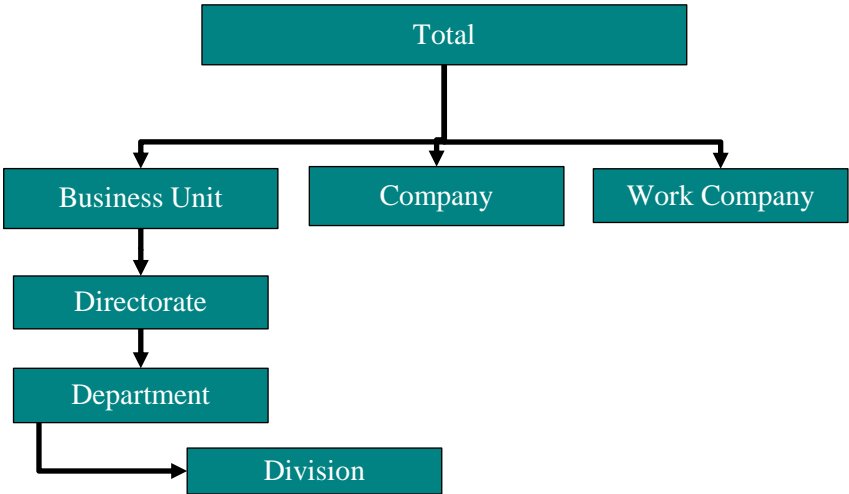 Total
Business Unit
Company
Work Company
Directorate
Department
Division